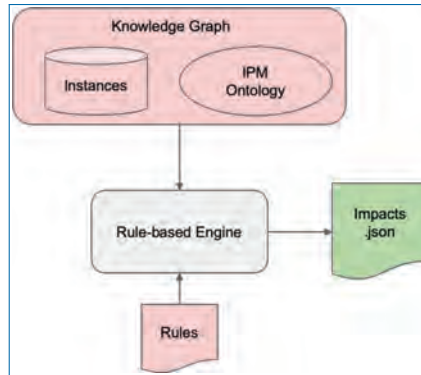 Knowledge Graph
Instances
IPM
Ontology
Rule-based Engine
Impacts
.json
Rules